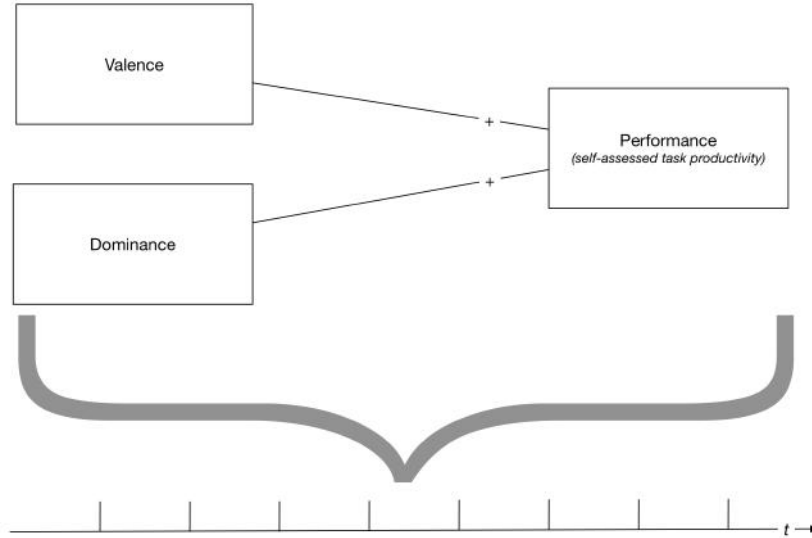 Valence
+
Performance
(self-assessed task productivity)
+
Dominance
t